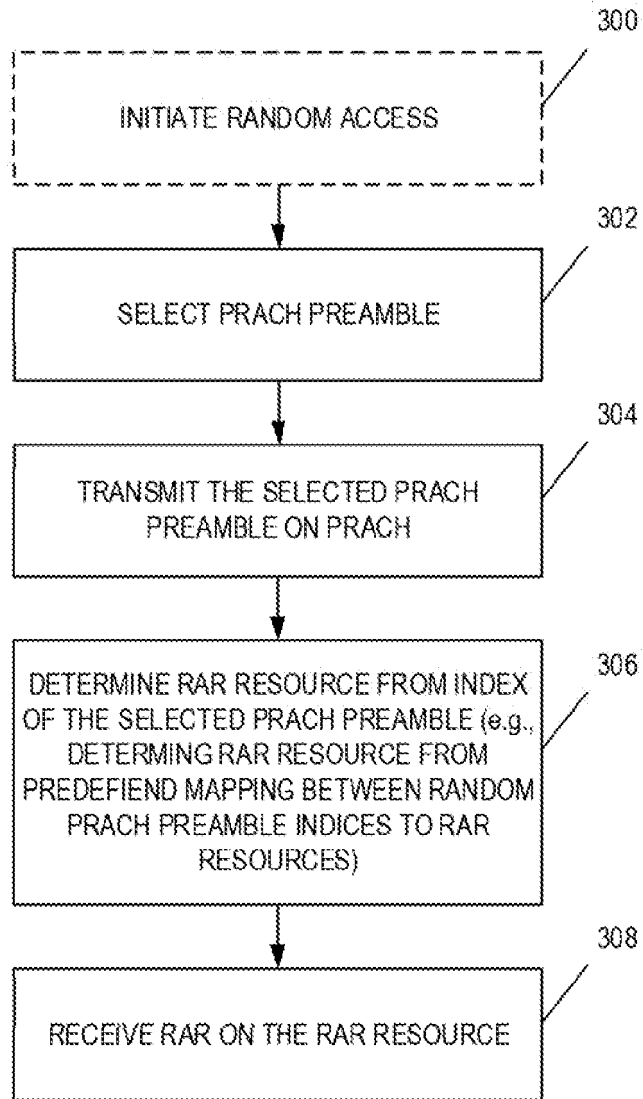 300
INITIATE RANDOM ACCESS
302
SELECT PRACH PREAMBLE
304
TRANSMIT THE SELECTED PRACH
PREAMBLE ON PRACH
306
DETERMINE RAR RESOURCE FROM INDEX
OF THE SELECTED PRACH PREAMBLE (e.g.,
DETERMING RAR RESOURCE FROM
PREDEFIEND MAPPING BETWEEN RANDOM
PRACH PREAMBLE INDICES TO RAR
RESOURCES)
308
RECEIVE RAR ON THE RAR RESOURCE